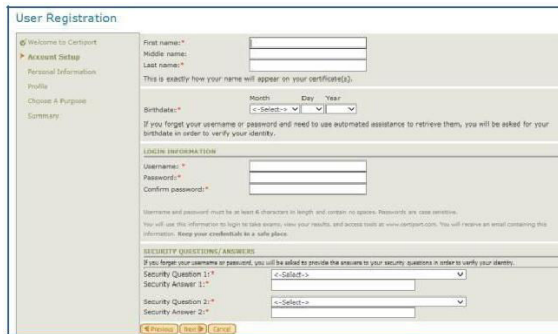 User Registration
Welcome to Certiport
Account Setup
Personal Information
Profile
Choose A Purpose
Summary
First name:*
Middle name:
Last name:*
This is exactly how your name will appear on your certificate(s).
Month Day Year
Birthdate:* <-Select->
If you forget your username or password and need to use automated assistance to retrieve them, you will be asked for your
birthdate in order to verify your identity.
LOGIN INFORMATION
Username: *
Password:*
Confirm password:*
Username and password must be at least 6 characters in length and contain no spaces. Passwords are case sensitive.
You will use this information to login to take exams, view your results, and access tools at www.certiport.com. You will receive an email containing this
information. Keep your credentials in a safe place.
SECURITY QUESTIONS/ANSWERS
If you forget your username or password, you will be asked to provide the answers to your security questions in order to verify your identity.
Security Question 1:* <-Select->
Security Answer 1:*
Security Question 2:* <-Select->
Security Answer 2:*
Previous Next Cancel